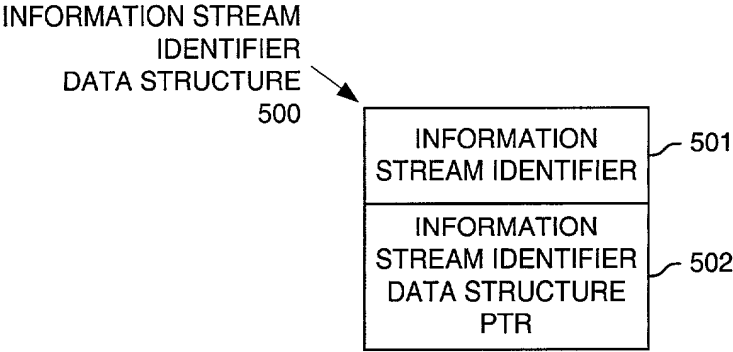 INFORMATION STREAM
IDENTIFIER
DATA STRUCTURE
500
INFORMATION
STREAM IDENTIFIER
501
INFORMATION
STREAM IDENTIFIER
DATA STRUCTURE
PTR
502